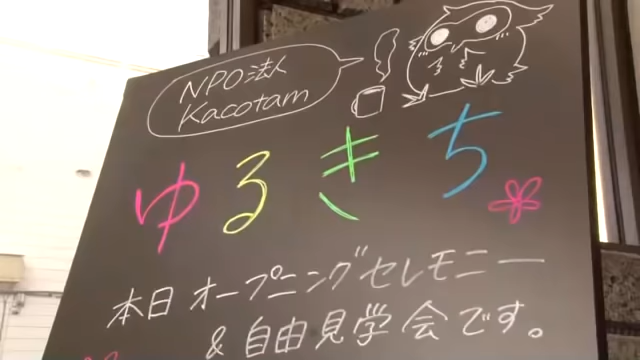 NPO法人
Kacotam
ゆるきち
本日 オープニングセレモニー
& 自由見学会です。